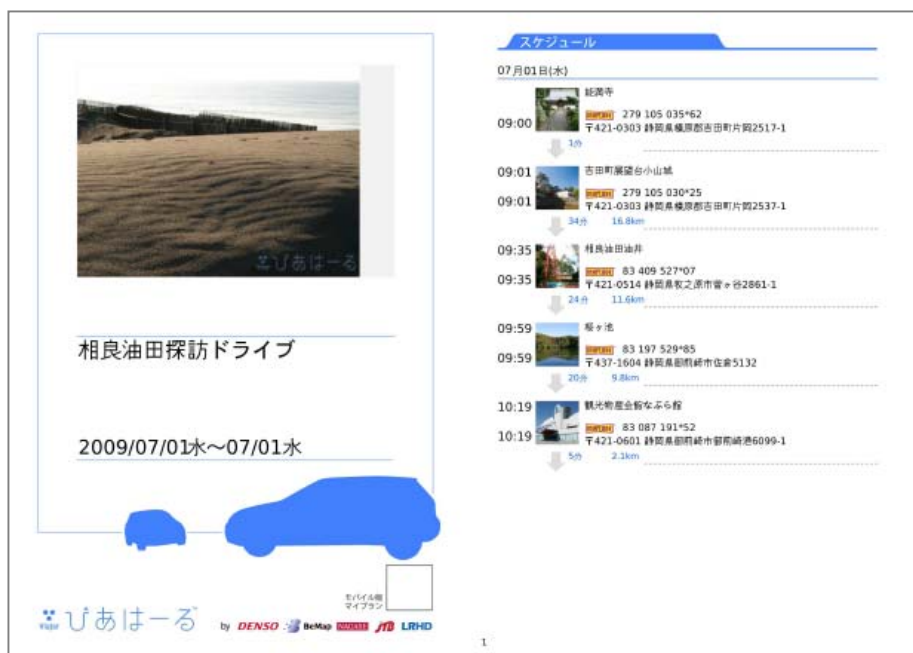 ぴあはーる
相良油田探訪ドライブ
2009/07/01水～07/01水
モバイル版
マイプラン
ぴあはーる by DENSO BeMap NAGASE JTB LRHD
スケジュール
07月01日(水)
能満寺
279 105 035*62
09:00
〒421-0303 静岡県榛原郡吉田町片岡2517-1
1分
09:01
吉田町展望台小山城
279 105 030*25
09:01
〒421-0303 静岡県榛原郡吉田町片岡2537-1
34分 16.8km
09:35
相良油田油井
83 409 527*07
09:35
〒421-0514 静岡県牧之原市菅ヶ谷2861-1
24分 11.6km
09:59
桜ヶ池
83 197 529*85
09:59
〒437-1604 静岡県御前崎市佐倉5132
20分 9.8km
10:19
観光物産会館なぶら館
83 087 191*52
10:19
〒421-0601 静岡県御前崎市御前崎港6099-1
5分 2.1km
1